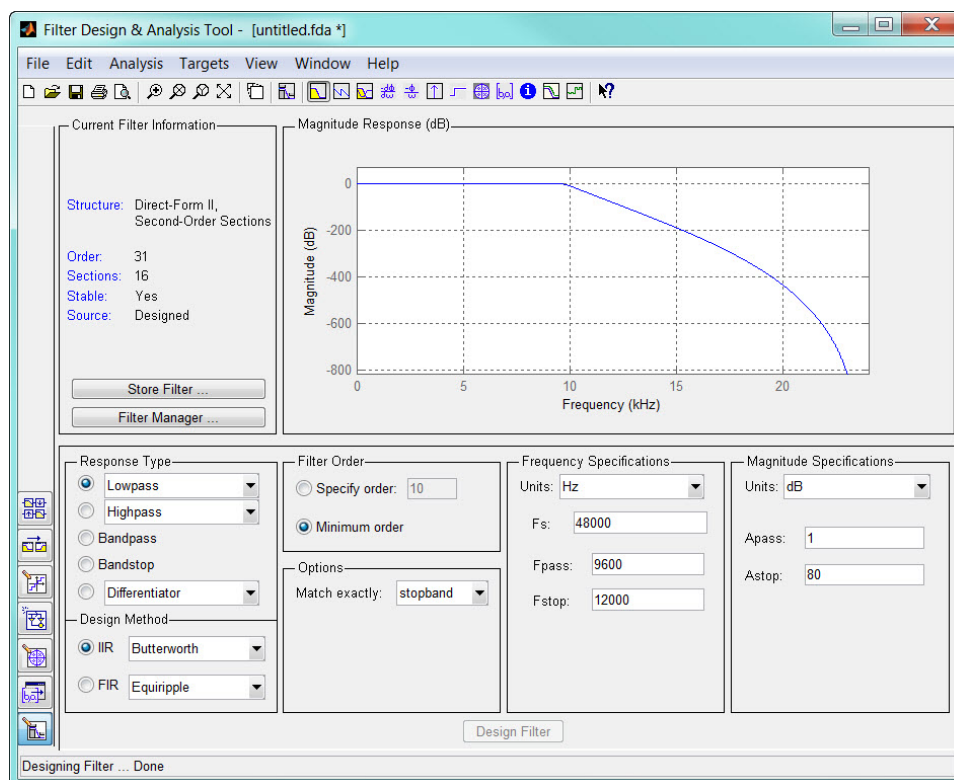 Filter Design & Analysis Tool - [untitled.fda *]
File Edit Analysis Targets View Window Help
Current Filter Information
Structure: Direct-Form II,
Second-Order Sections
Order: 31
Sections: 16
Stable: Yes
Source: Designed
Store Filter ...
Filter Manager ...
Magnitude Response (dB)
Magnitude (dB)
0
-200
-400
-600
-800
0 5 10 15 20
Frequency (kHz)
Response Type
Lowpass
Highpass
Bandpass
Bandstop
Differentiator
Design Method
IIR Butterworth
FIR Equiripple
Filter Order
Specify order: 10
Minimum order
Options
Match exactly: stopband
Frequency Specifications
Units: Hz
Fs: 48000
Fpass: 9600
Fstop: 12000
Magnitude Specifications
Units: dB
Apass: 1
Astop: 80
Design Filter
Designing Filter ... Done